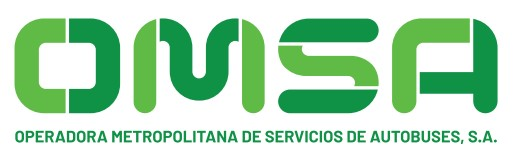 OMSA
OPERADORA METROPOLITANA DE SERVICIOS DE AUTOBUSES, S.A.